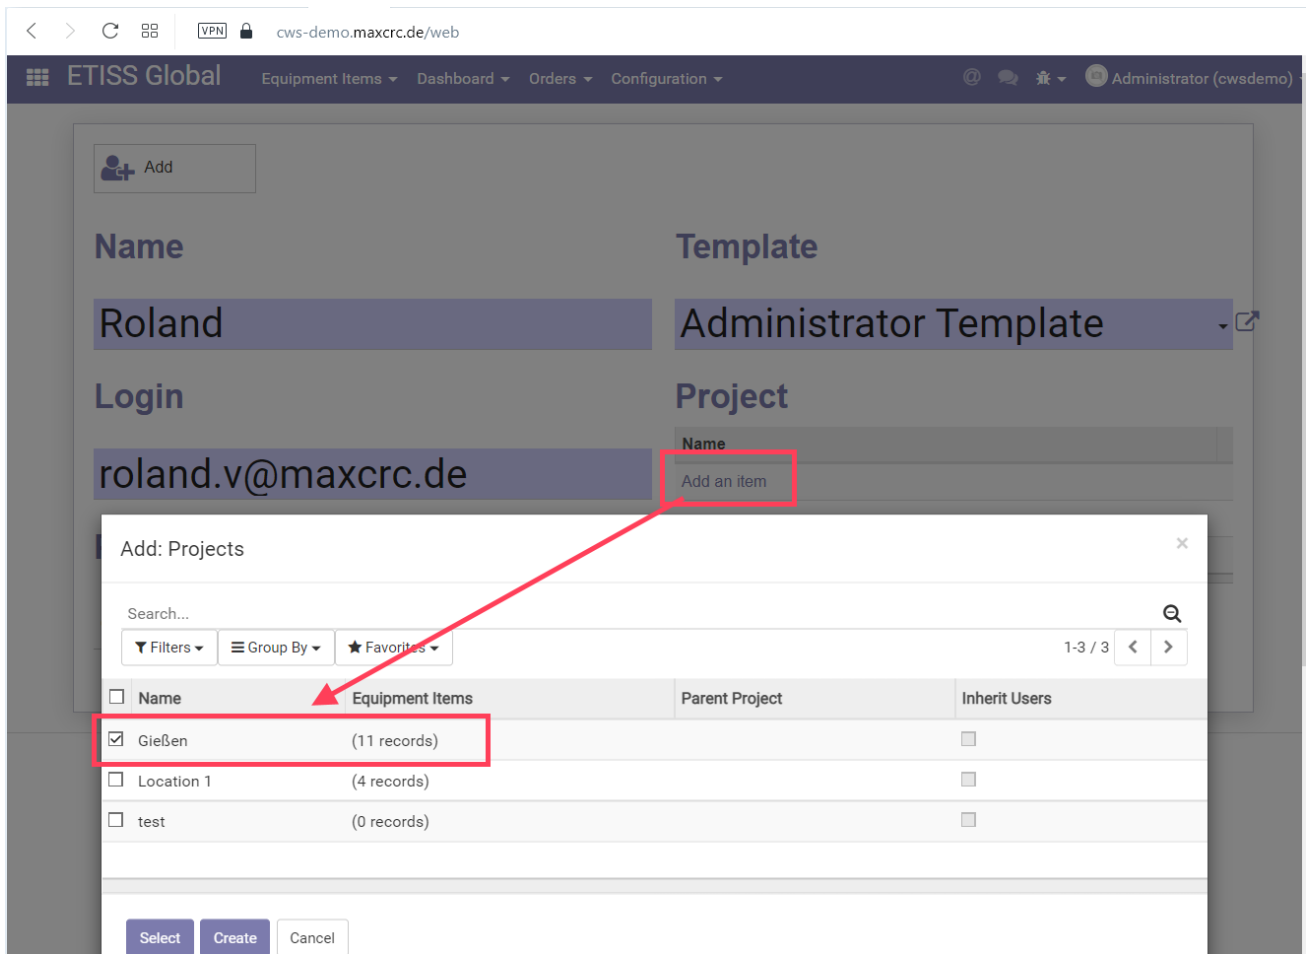 VPN cws-demo.maxcrc.de/web
ETISS Global Equipment Items Dashboard Orders Configuration @ Administrator (cwsdemo)
Add
Name Template
Roland Administrator Template
Login Project
Name
roland.v@maxcrc.de Add an item
Add: Projects ×
Search...
Filters Group By Favorites 1-3 / 3
Name Equipment Items Parent Project Inherit Users
Gießen (11 records)
Location 1 (4 records)
test (0 records)
Select Create Cancel